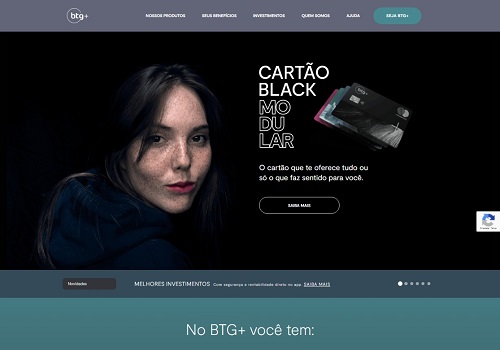 btg+
NOSSOS PRODUTOS SEUS BENEFÍCIOS INVESTIMENTOS QUEM SOMOS AJUDA SEJA BTG+
CARTÃO
BLACK
MO
DU
LAR
O cartão que te oferece tudo ou
só o que faz sentido para você.
SAIBA MAIS
Novidades MELHORES INVESTIMENTOS Com segurança e rentabilidade direto no app. SAIBA MAIS
No BTG+ você tem: